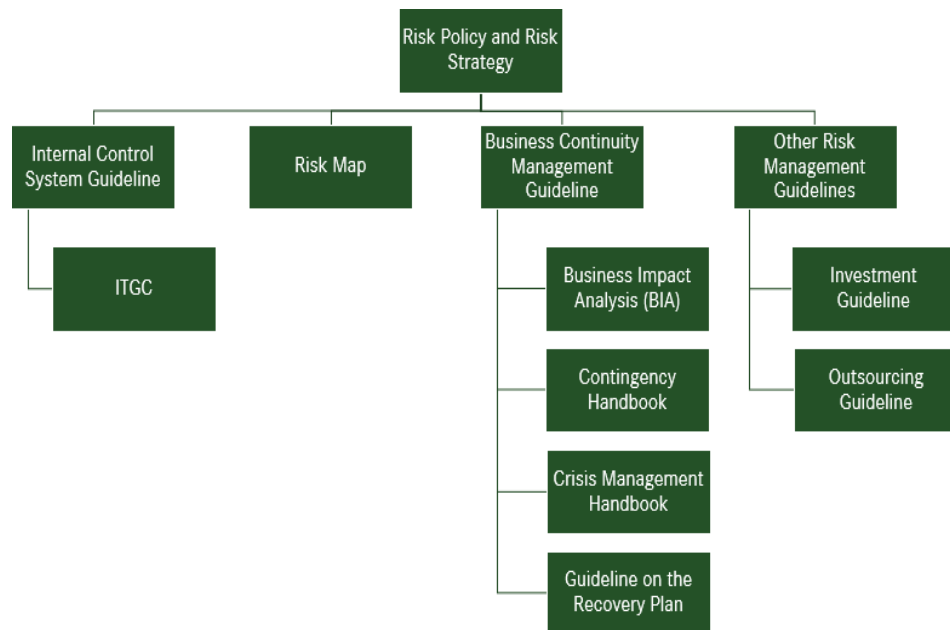 Risk Policy and Risk
Strategy
Internal Control
System Guideline
Risk Map
Business Continuity
Management
Guideline
Other Risk
Management
Guidelines
ITGC
Business Impact
Analysis (BIA)
Contingency
Handbook
Crisis Management
Handbook
Guideline on the
Recovery Plan
Investment
Guideline
Outsourcing
Guideline